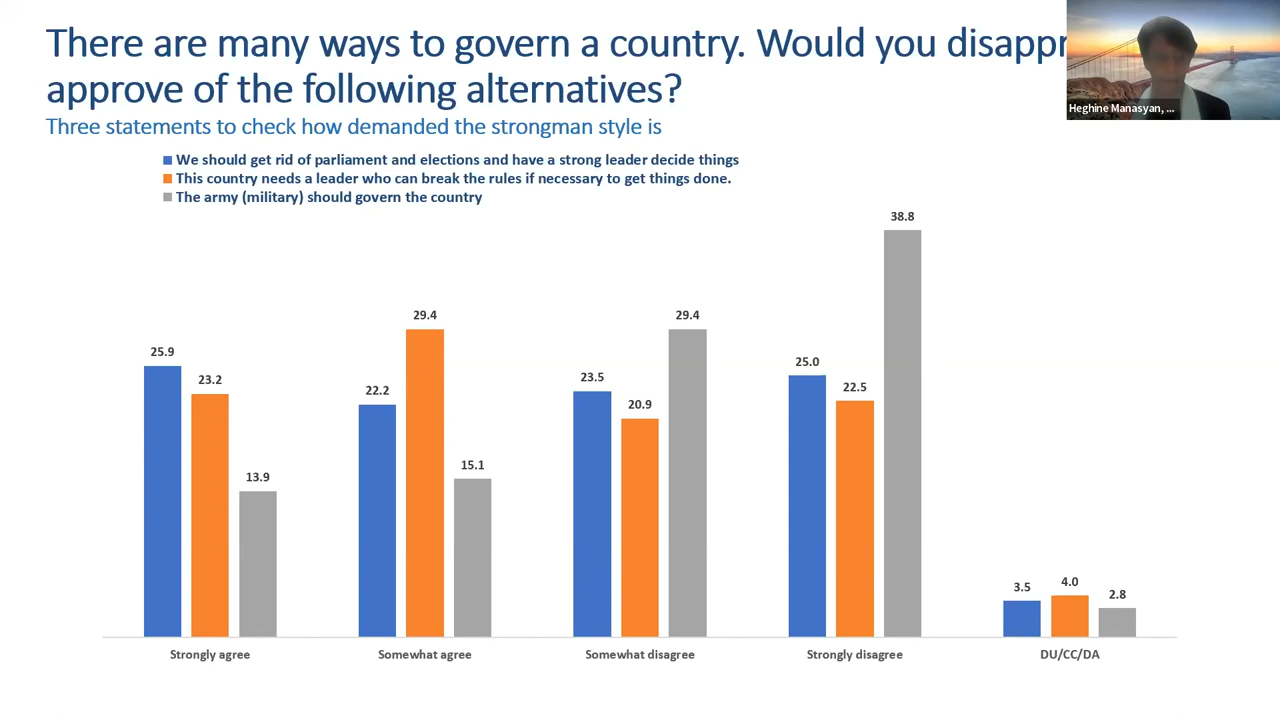 There are many ways to govern a country. Would you
approve of the following alternatives?
Three statements to check how demanded the strongman style is
Heghine Manasyan, ...
We should get rid of parliament and elections and have a strong leader decide things
This country needs a leader who can break the rules if necessary to get things done.
The army (military) should govern the country
38.8
29.4
29.4
25.9
25.0
23.2
22.2
23.5
22.5
20.9
13.9
15.1
3.5
4.0
2.8
Strongly agree
Somewhat agree
Somewhat disagree
Strongly disagree
DU/CC/DA